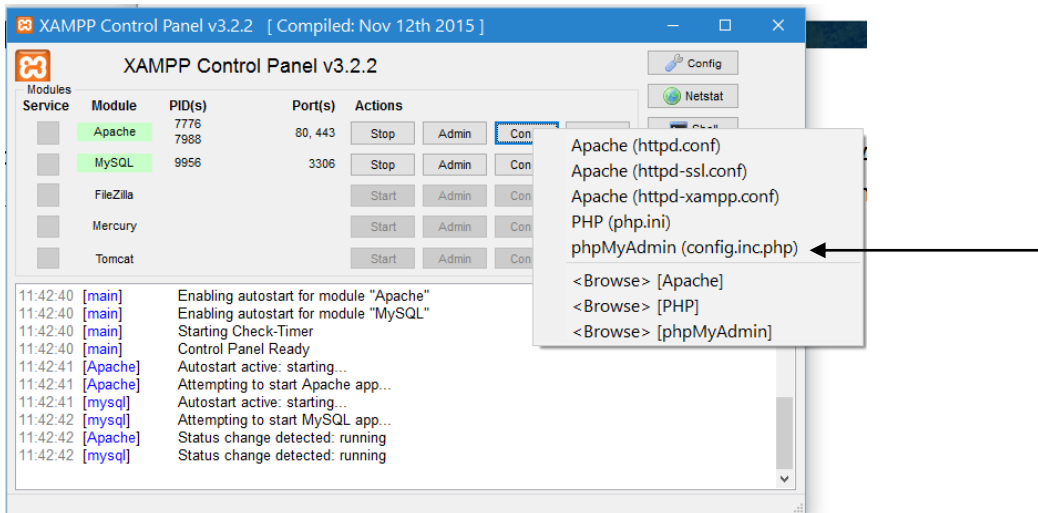 XAMPP Control Panel v3.2.2 [ Compiled: Nov 12th 2015 ]
XAMPP Control Panel v3.2.2
Config
Modules
Service Module PID(s) Port(s) Actions
Netstat
Apache 7776 7988 80, 443 Stop Admin Con
Shell
MySQL 9956 3306 Stop Admin Con
FileZilla Start Admin Con
Mercury Start Admin Con
Tomcat Start Admin Con
Apache (httpd.conf)
Apache (httpd-ssl.conf)
Apache (httpd-xampp.conf)
PHP (php.ini)
phpMyAdmin (config.inc.php)
<Browse> [Apache]
<Browse> [PHP]
<Browse> [phpMyAdmin]
11:42:40 [main] Enabling autostart for module "Apache"
11:42:40 [main] Enabling autostart for module "MySQL"
11:42:40 [main] Starting Check-Timer
11:42:40 [main] Control Panel Ready
11:42:41 [Apache] Autostart active: starting...
11:42:41 [Apache] Attempting to start Apache app...
11:42:41 [mysql] Autostart active: starting...
11:42:42 [mysql] Attempting to start MySQL app...
11:42:42 [Apache] Status change detected: running
11:42:42 [mysql] Status change detected: running